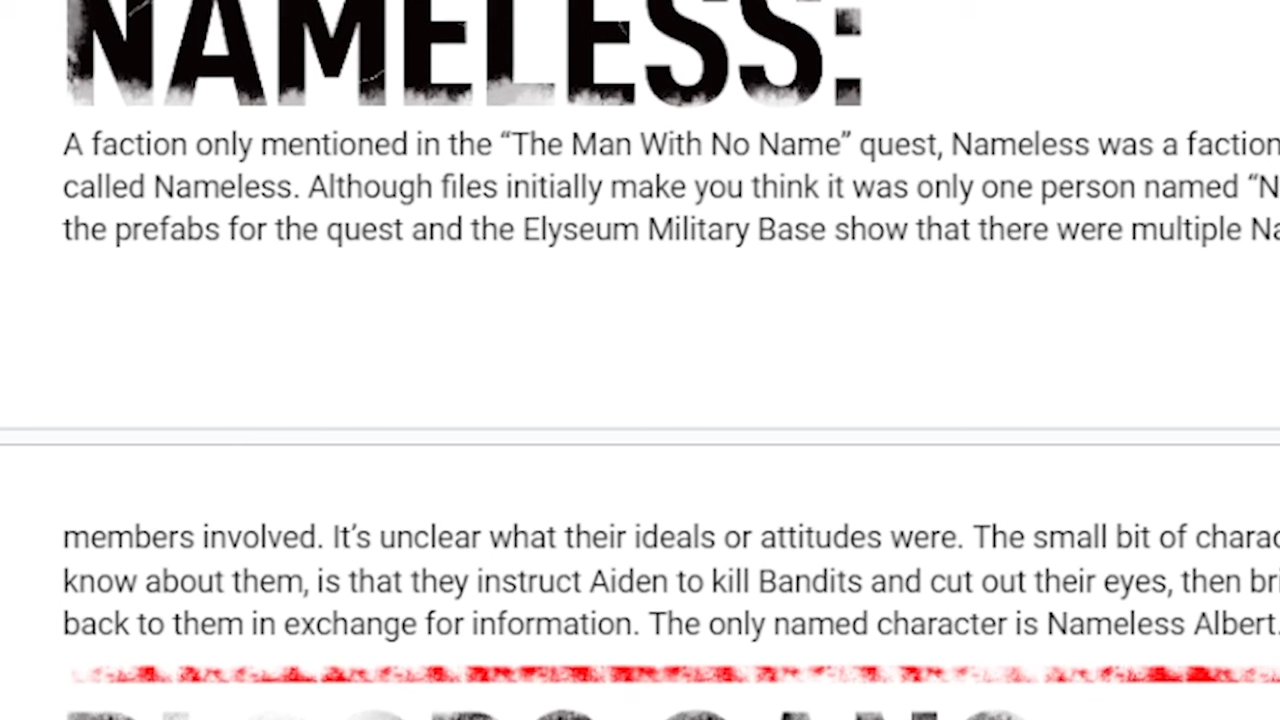 NAMELESS:
A faction only mentioned in the “The Man With No Name” quest, Nameless was a faction
called Nameless. Although files initially make you think it was only one person named “N
the prefabs for the quest and the Elyseum Military Base show that there were multiple Na
members involved. It’s unclear what their ideals or attitudes were. The small bit of charac
know about them, is that they instruct Aiden to kill Bandits and cut out their eyes, then bri
back to them in exchange for information. The only named character is Nameless Albert.